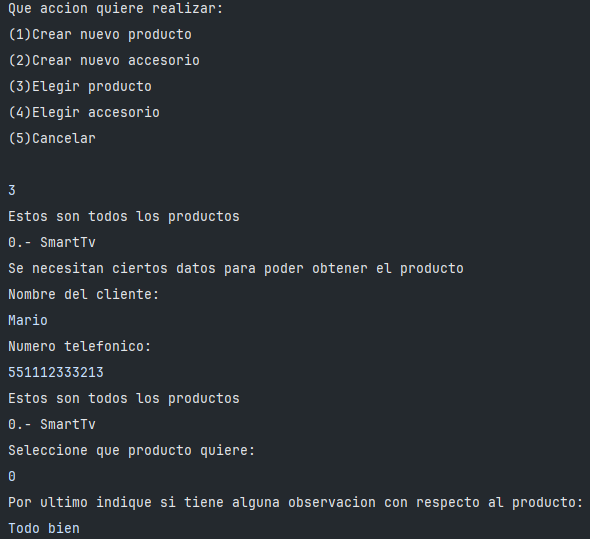 Que accion quiere realizar:
(1)Crear nuevo producto
(2)Crear nuevo accesorio
(3)Elegir producto
(4)Elegir accesorio
(5)Cancelar
3
Estos son todos los productos
0.- SmartTv
Se necesitan ciertos datos para poder obtener el producto
Nombre del cliente:
Mario
Numero telefonico:
551112333213
Estos son todos los productos
0.- SmartTv
Seleccione que producto quiere:
0
Por ultimo indique si tiene alguna observacion con respecto al producto:
Todo bien